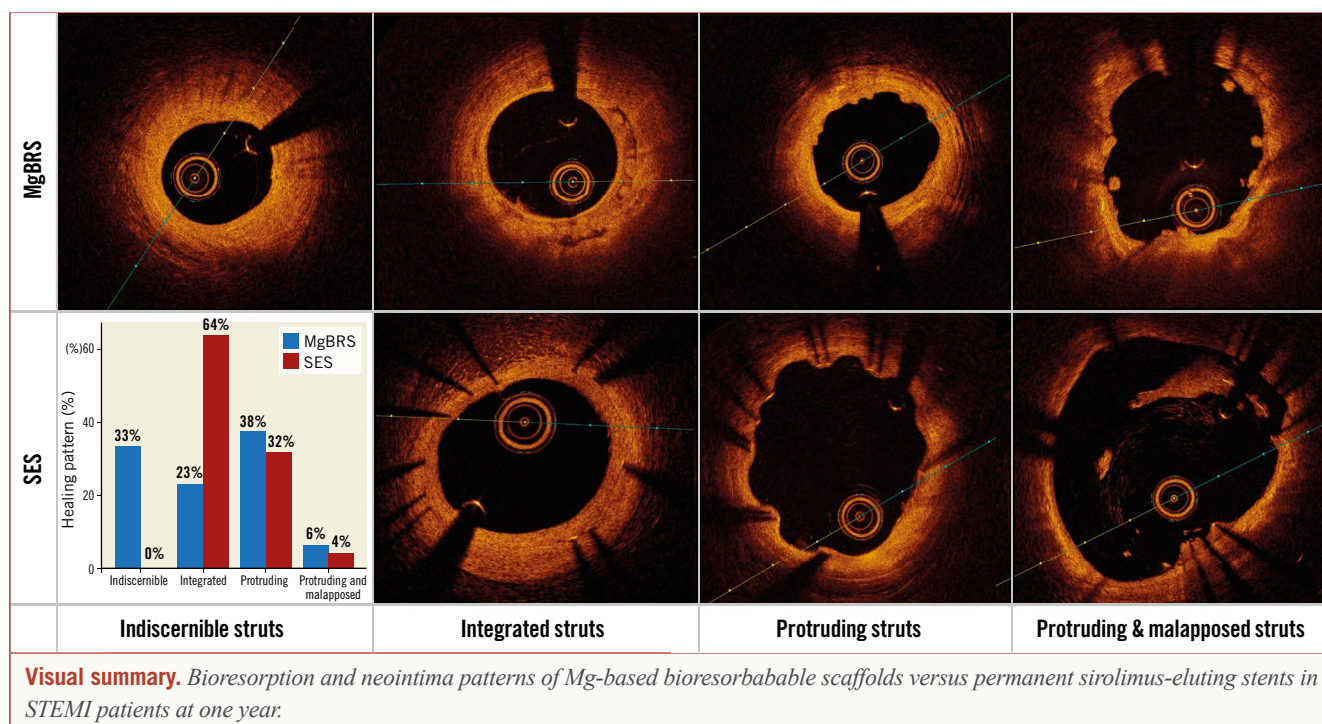 MgBRS
SES
Healing pattern (%)
(%)60
40
20
0
33%
0%
23%
64%
38%
32%
6%
4%
MgBRS
SES
Indiscernible
Integrated
Protruding
Protruding and
malapposed
Indiscernible struts
Integrated struts
Protruding struts
Protruding & malapposed struts
Visual summary. Bioresorption and neointima patterns of Mg-based bioresorbabable scaffolds versus permanent sirolimus-eluting stents in
STEMI patients at one year.